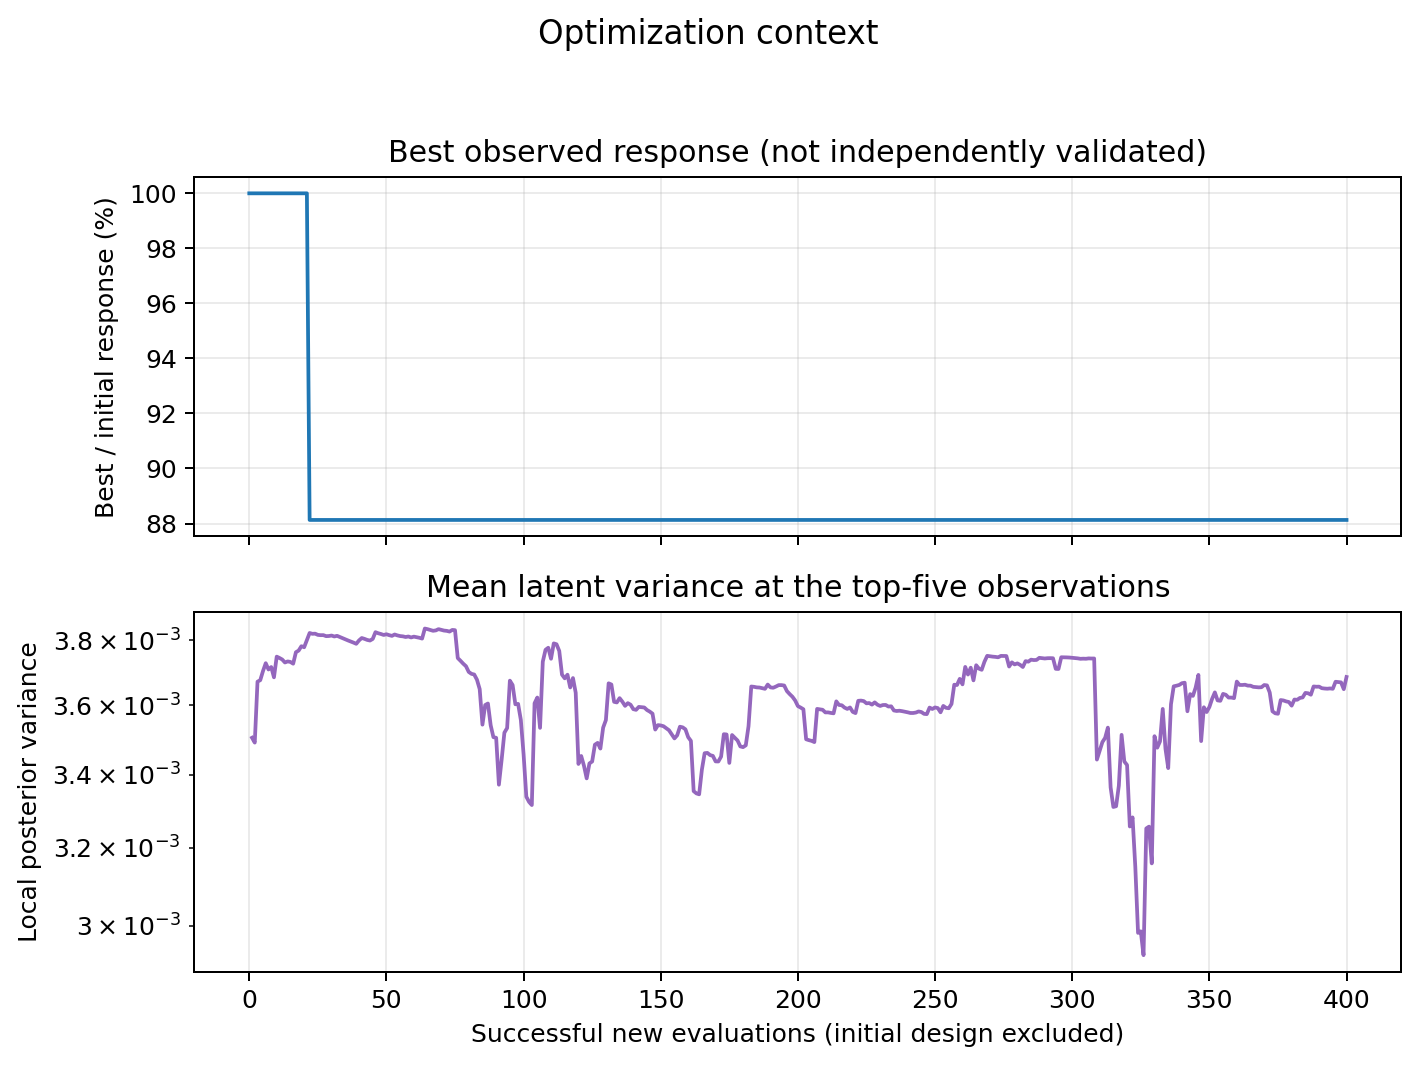 Optimization context
Best observed response (not independently validated)
Best / initial response (%)
100
98
96
94
92
90
88
Mean latent variance at the top-five observations
Local posterior variance
3.8 × 10⁻³
3.6 × 10⁻³
3.4 × 10⁻³
3.2 × 10⁻³
3 × 10⁻³
0 50 100 150 200 250 300 350 400
Successful new evaluations (initial design excluded)